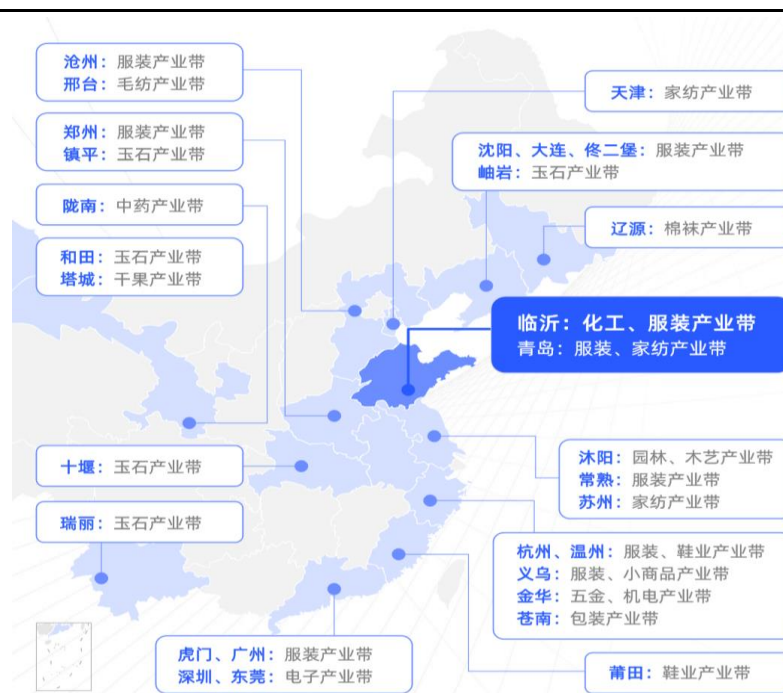 沧州：服装产业带
邢台：毛纺产业带
天津：家纺产业带
郑州：服装产业带
镇平：玉石产业带
沈阳、大连、佟二堡：服装产业带
岫岩：玉石产业带
陇南：中药产业带
辽源：棉袜产业带
和田：玉石产业带
塔城：干果产业带
临沂：化工、服装产业带
青岛：服装、家纺产业带
十堰：玉石产业带
沭阳：园林、木艺产业带
常熟：服装产业带
苏州：家纺产业带
瑞丽：玉石产业带
杭州、温州：服装、鞋业产业带
义乌：服装、小商品产业带
金华：五金、机电产业带
苍南：包装产业带
虎门、广州：服装产业带
深圳、东莞：电子产业带
莆田：鞋业产业带